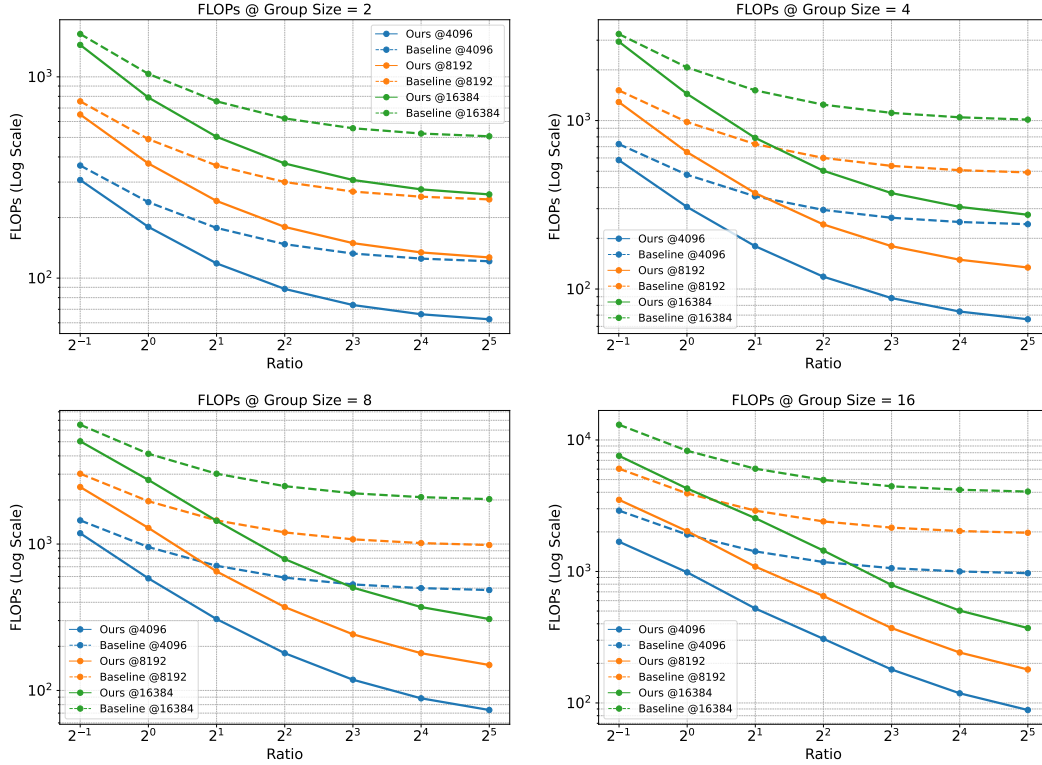 FLOPs @ Group Size = 2
FLOPs (Log Scale)
10³
10²
Ours @4096
Baseline @4096
Ours @8192
Baseline @8192
Ours @16384
Baseline @16384
2⁻¹ 2⁰ 2¹ 2² 2³ 2⁴ 2⁵
Ratio
FLOPs @ Group Size = 4
FLOPs (Log Scale)
10³
10²
Ours @4096
Baseline @4096
Ours @8192
Baseline @8192
Ours @16384
Baseline @16384
2⁻¹ 2⁰ 2¹ 2² 2³ 2⁴ 2⁵
Ratio
FLOPs @ Group Size = 8
FLOPs (Log Scale)
10³
10²
Ours @4096
Baseline @4096
Ours @8192
Baseline @8192
Ours @16384
Baseline @16384
2⁻¹ 2⁰ 2¹ 2² 2³ 2⁴ 2⁵
Ratio
FLOPs @ Group Size = 16
FLOPs (Log Scale)
10⁴
10³
10²
Ours @4096
Baseline @4096
Ours @8192
Baseline @8192
Ours @16384
Baseline @16384
2⁻¹ 2⁰ 2¹ 2² 2³ 2⁴ 2⁵
Ratio